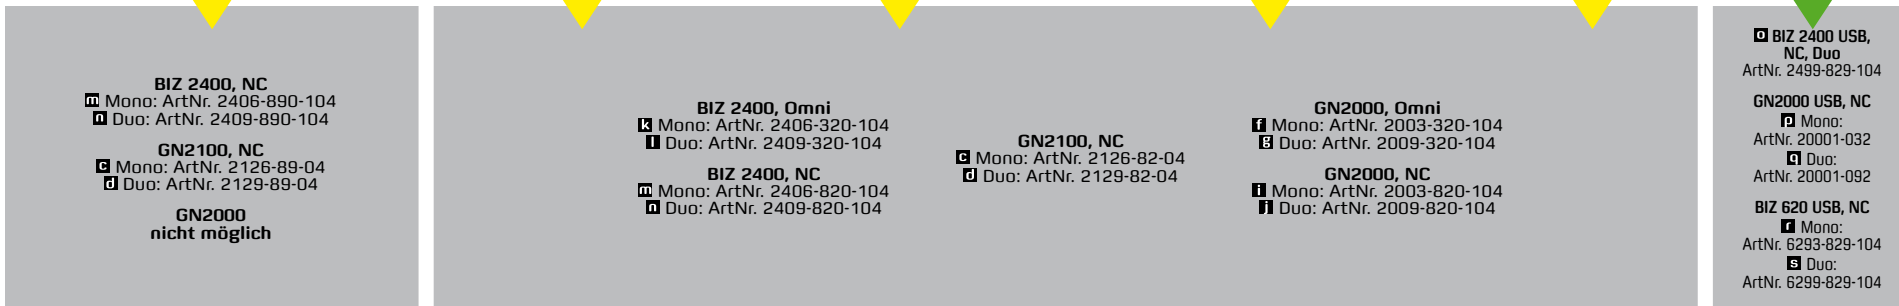 BIZ 2400, NC
m Mono: ArtNr. 2406-890-104
n Duo: ArtNr. 2409-890-104
GN2100, NC
c Mono: ArtNr. 2126-89-04
d Duo: ArtNr. 2129-89-04
GN2000
nicht möglich
BIZ 2400, Omni
k Mono: ArtNr. 2406-320-104
l Duo: ArtNr. 2409-320-104
BIZ 2400, NC
m Mono: ArtNr. 2406-820-104
n Duo: ArtNr. 2409-820-104
GN2100, NC
c Mono: ArtNr. 2126-82-04
d Duo: ArtNr. 2129-82-04
GN2000, Omni
f Mono: ArtNr. 2003-320-104
g Duo: ArtNr. 2009-320-104
GN2000, NC
i Mono: ArtNr. 2003-820-104
j Duo: ArtNr. 2009-820-104
o BIZ 2400 USB,
NC, Duo
ArtNr. 2499-829-104
GN2000 USB, NC
p Mono:
ArtNr. 20001-032
q Duo:
ArtNr. 20001-092
BIZ 620 USB, NC
r Mono:
ArtNr. 6293-829-104
s Duo:
ArtNr. 6299-829-104